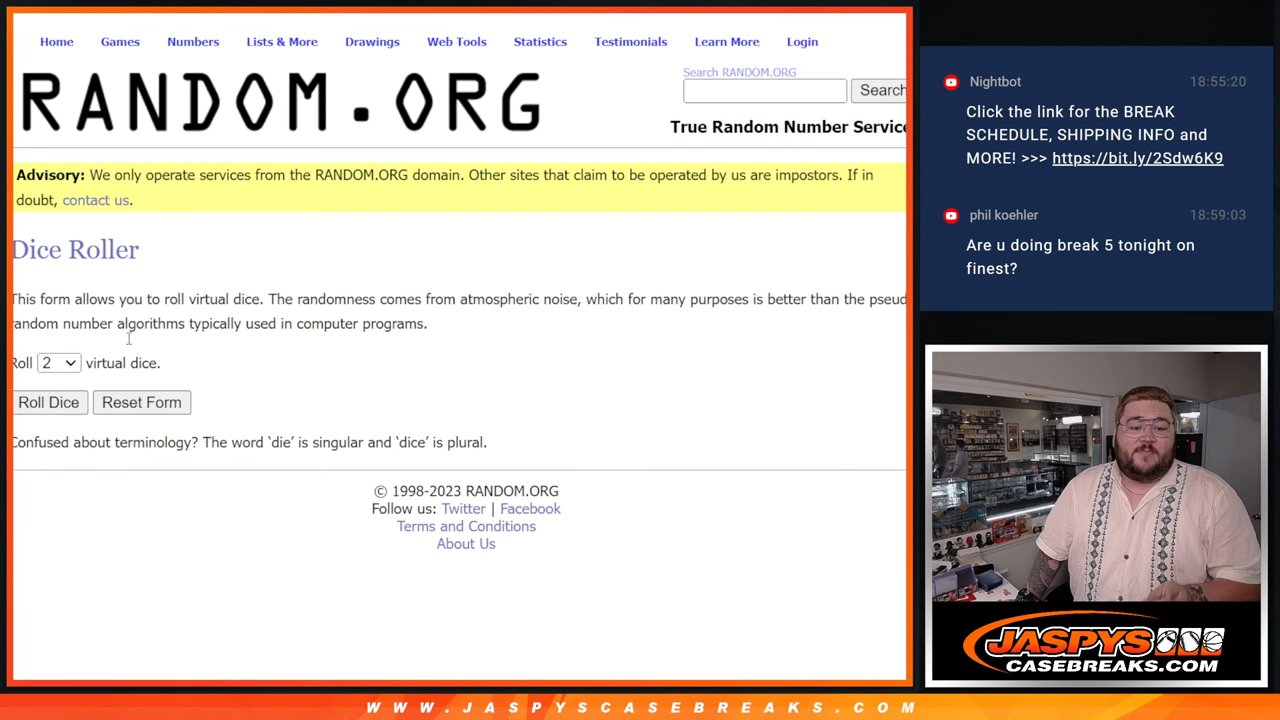 Home Games Numbers Lists & More Drawings Web Tools Statistics Testimonials Learn More Login
RANDOM.ORG
Search RANDOM.ORG
Search
True Random Number Service
Advisory: We only operate services from the RANDOM.ORG domain. Other sites that claim to be operated by us are impostors. If in
doubt, contact us.
Dice Roller
This form allows you to roll virtual dice. The randomness comes from atmospheric noise, which for many purposes is better than the pseud
random number algorithms typically used in computer programs.
Roll 2 virtual dice.
Roll Dice Reset Form
Confused about terminology? The word ‘die’ is singular and ‘dice’ is plural.
© 1998-2023 RANDOM.ORG
Follow us: Twitter | Facebook
Terms and Conditions
About Us
Nightbot 18:55:20
Click the link for the BREAK
SCHEDULE, SHIPPING INFO and
MORE! >>> https://bit.ly/2Sdw6K9
phil koehler 18:59:03
Are u doing break 5 tonight on
finest?
JASPYS
CASEBREAKS.COM
WWW.JASPYSCASEBREAKS.COM